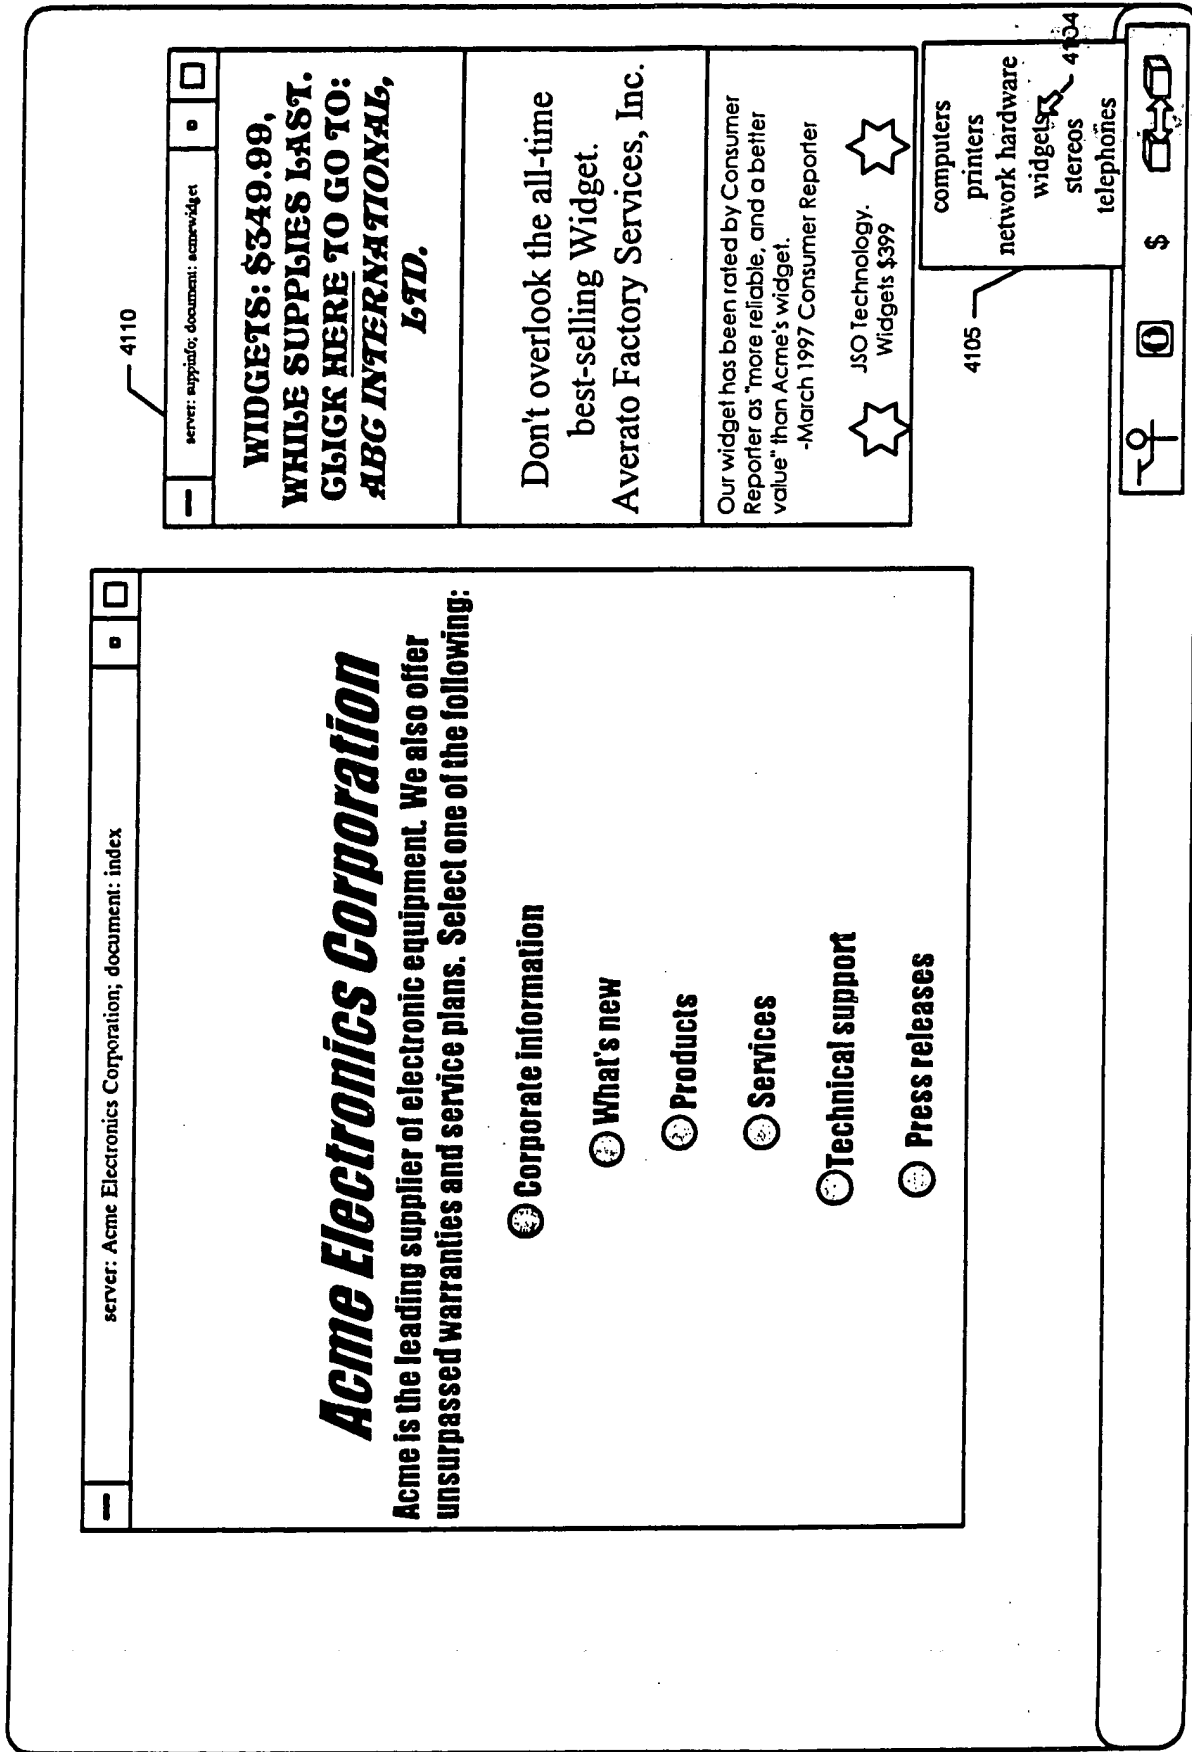 server: Acme Electronics Corporation; document: index
Acme Electronics Corporation
Acme is the leading supplier of electronic equipment. We also offer
unsurpassed warranties and service plans. Select one of the following:
Corporate information
What's new
Products
Services
Technical support
Press releases
4110
server: suppinfo; document: acmewidget
WIDGETS: $349.99,
WHILE SUPPLIES LAST.
CLICK HERE TO GO TO:
ABG INTERNATIONAL,
LTD.
Don't overlook the all-time
best-selling Widget.
Averato Factory Services, Inc.
Our widget has been rated by Consumer
Reporter as "more reliable, and a better
value" than Acme's widget.
-March 1997 Consumer Reporter
JSO Technology.
Widgets $399
4105
computers
printers
network hardware
widgets
stereos
telephones
4104
$